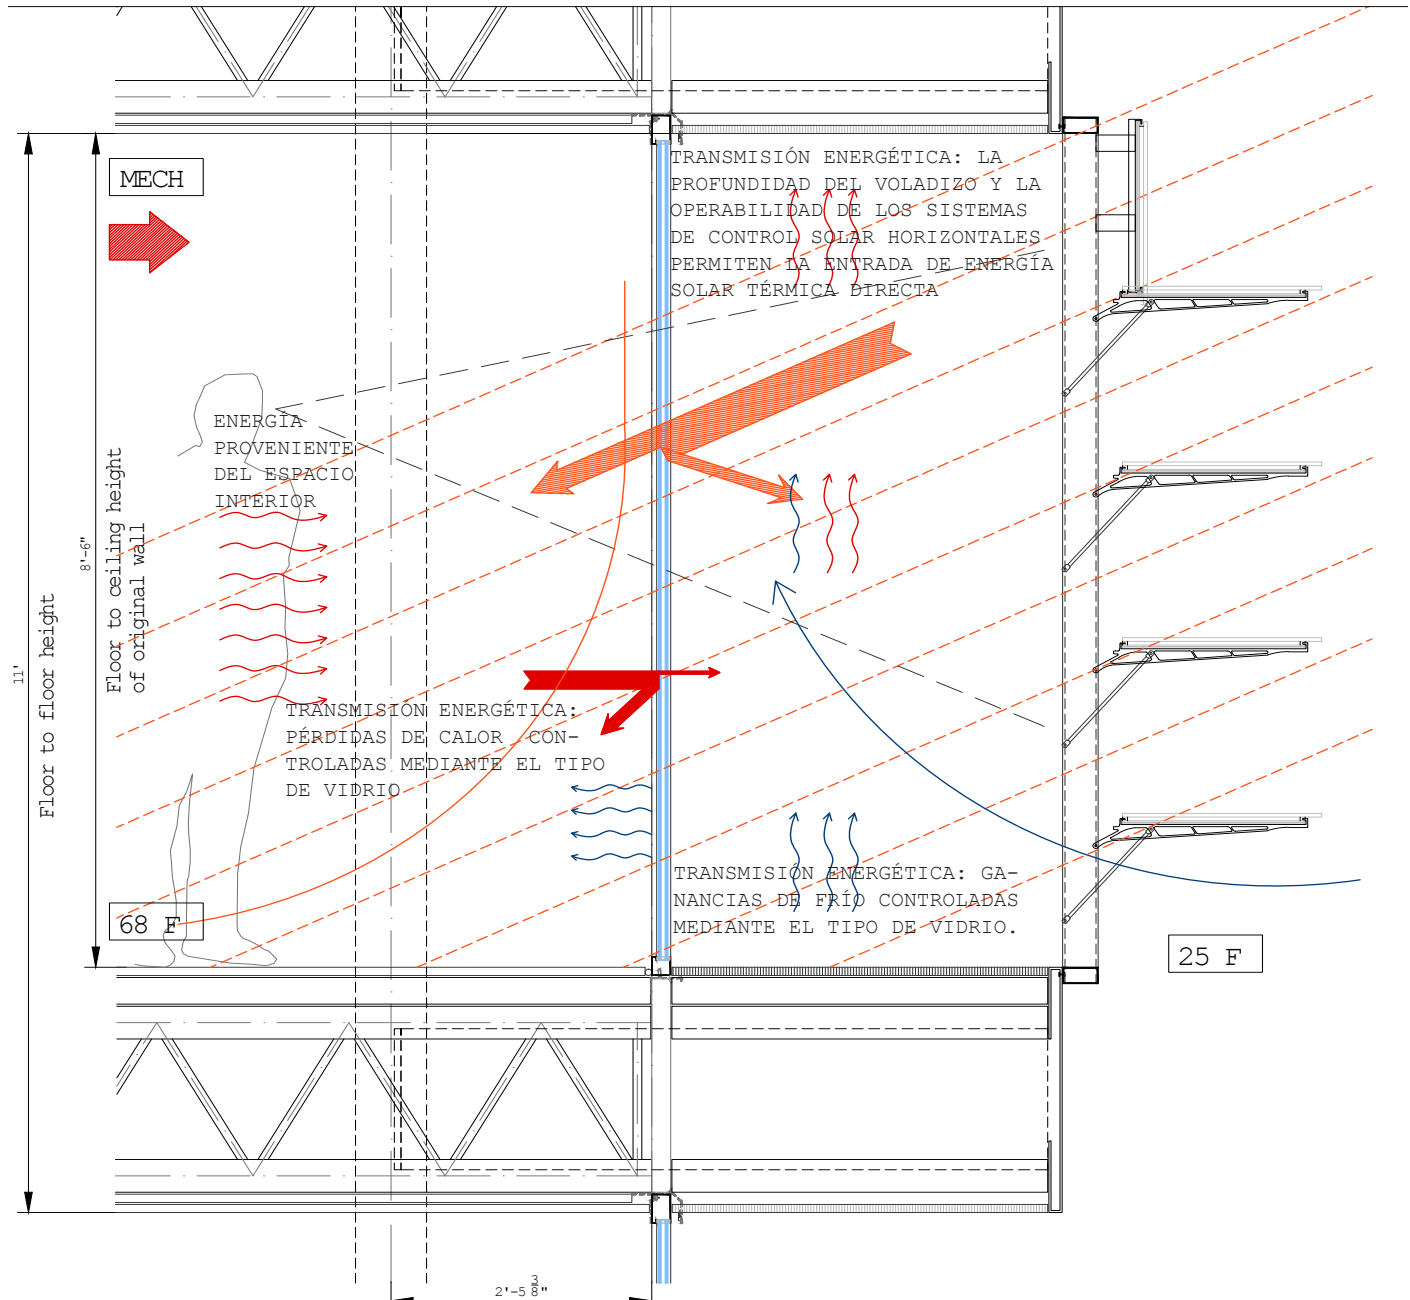 MECH
TRANSMISIÓN ENERGÉTICA: LA
PROFUNDIDAD DEL VOLADIZO Y LA
OPERABILIDAD DE LOS SISTEMAS
DE CONTROL SOLAR HORIZONTALES
PERMITEN LA ENTRADA DE ENERGÍA
SOLAR TÉRMICA DIRECTA
ENERGÍA
PROVENIENTE
DEL ESPACIO
INTERIOR
11'
Floor to floor height
8'-6"
Floor to ceiling height
of original wall
TRANSMISIÓN ENERGÉTICA:
PÉRDIDAS DE CALOR CON-
TROLADAS MEDIANTE EL TIPO
DE VIDRIO
TRANSMISIÓN ENERGÉTICA: GA-
NANCIAS DE FRÍO CONTROLADAS
MEDIANTE EL TIPO DE VIDRIO.
68 F
25 F
2'-5 3/8"